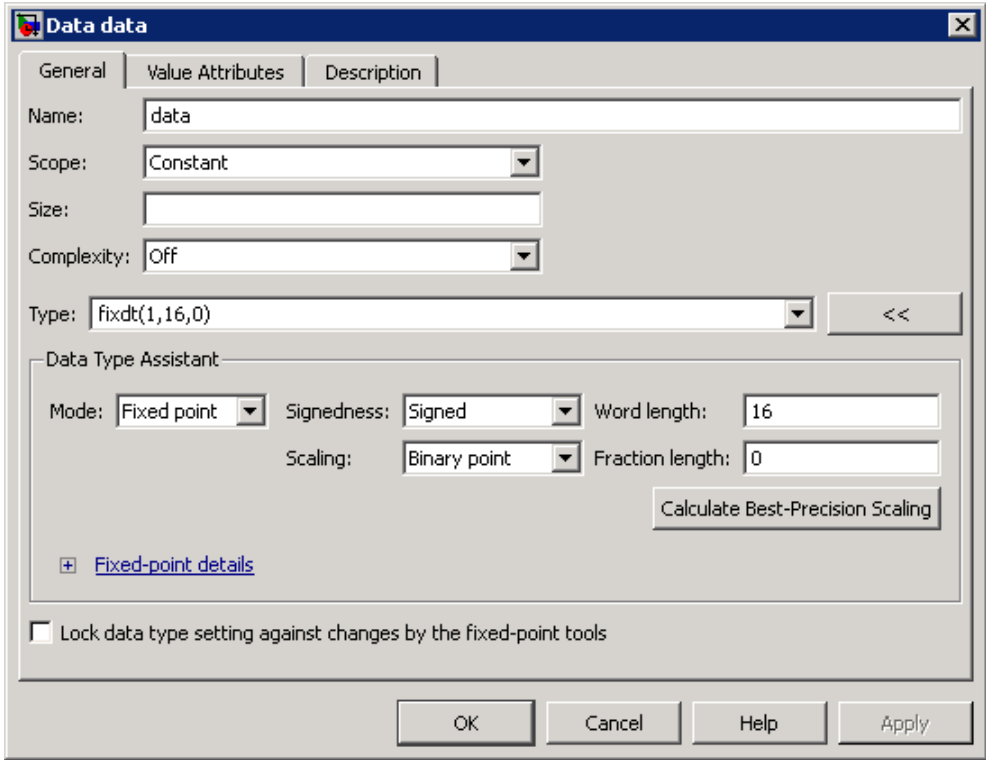 Data data
General Value Attributes Description
Name: data
Scope: Constant
Size:
Complexity: Off
Type: fixdt(1,16,0) <<
Data Type Assistant
Mode: Fixed point Signedness: Signed Word length: 16
Scaling: Binary point Fraction length: 0
Calculate Best-Precision Scaling
Fixed-point details
Lock data type setting against changes by the fixed-point tools
OK Cancel Help Apply